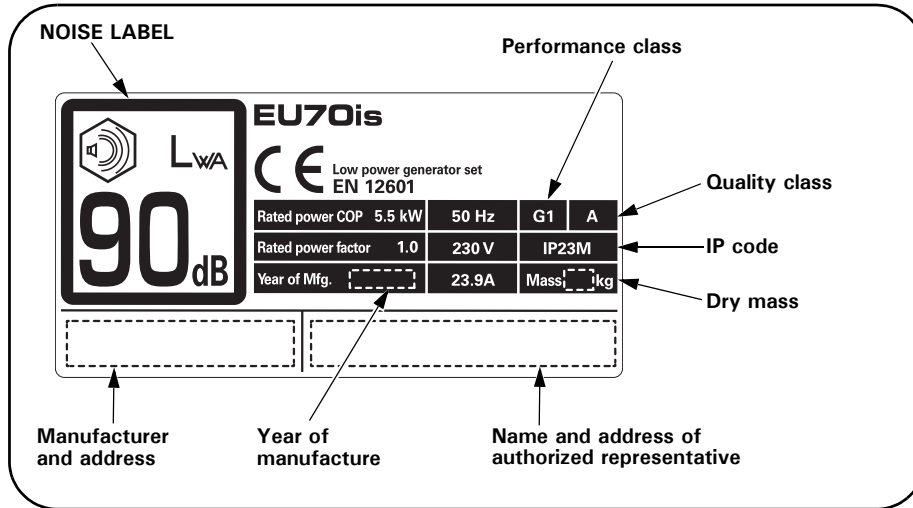 NOISE LABEL
Performance class
EU70is
LWA
CE
Low power generator set
EN 12601
90dB
Quality class
Rated power COP 5.5 kW 50 Hz G1 A
Rated power factor 1.0 230 V IP23M
IP code
Year of Mfg. 23.9A Mass kg
Dry mass
Manufacturer
and address
Year of
manufacture
Name and address of
authorized representative